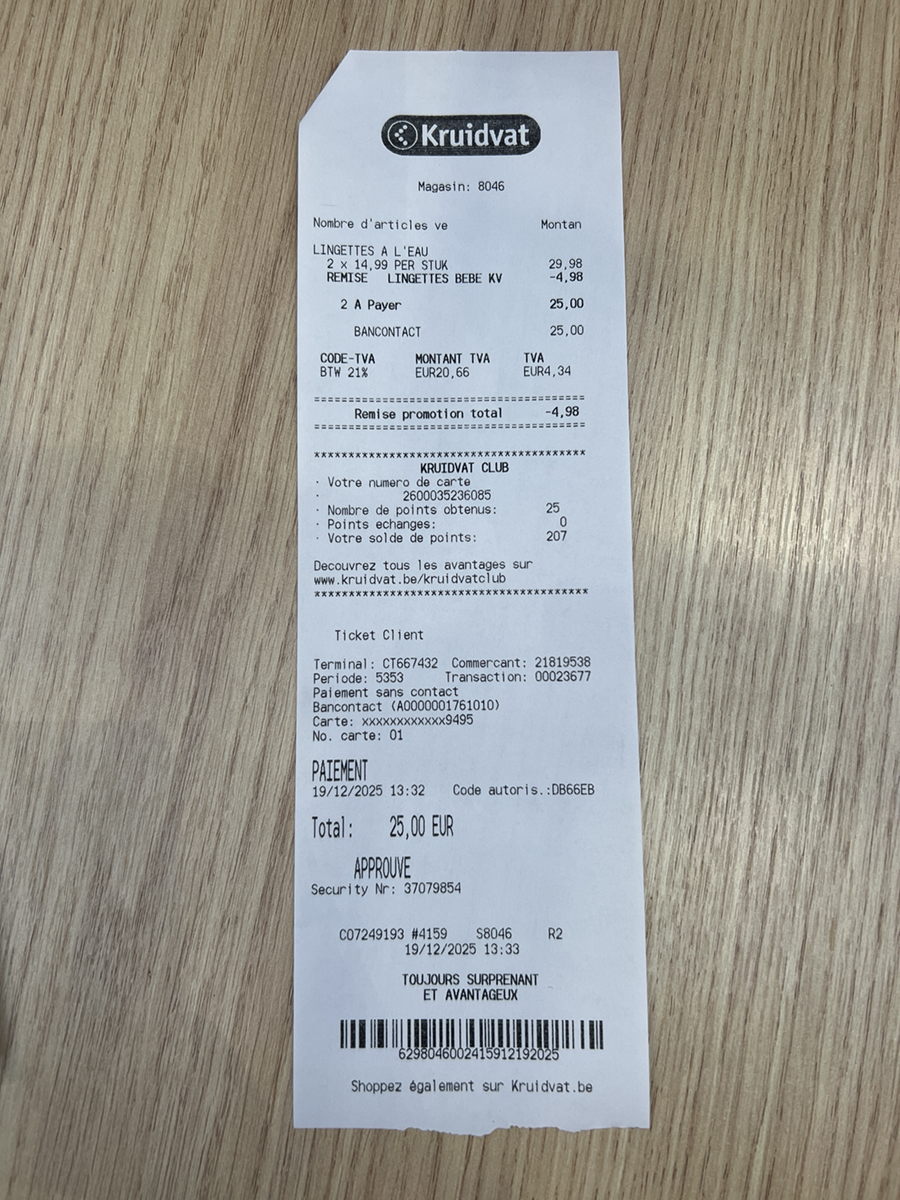 Kruidvat
Magasin: 8046
Nombre d'articles ve Montan
LINGETTES A L'EAU
2 x 14,99 PER STUK 29,98
REMISE LINGETTES BEBE KV -4,98
2 A Payer 25,00
BANCONTACT 25,00
CODE-TVA MONTANT TVA TVA
BTW 21% EUR20,66 EUR4,34
========================================
Remise promotion total -4,98
========================================
****************************************
KRUIDVAT CLUB
· Votre numero de carte
· 2600035236085
· Nombre de points obtenus: 25
· Points echanges: 0
· Votre solde de points: 207
Decouvrez tous les avantages sur
www.kruidvat.be/kruidvatclub
****************************************
Ticket Client
Terminal: CT667432 Commercant: 21819538
Periode: 5353 Transaction: 00023677
Paiement sans contact
Bancontact (A0000001761010)
Carte: xxxxxxxxxxxx9495
No. carte: 01
PAIEMENT
19/12/2025 13:32 Code autoris.:DB66EB
Total: 25,00 EUR
APPROUVE
Security Nr: 37079854
C07249193 #4159 S8046 R2
19/12/2025 13:33
TOUJOURS SURPRENANT
ET AVANTAGEUX
6298046002415912192025
Shoppez également sur Kruidvat.be